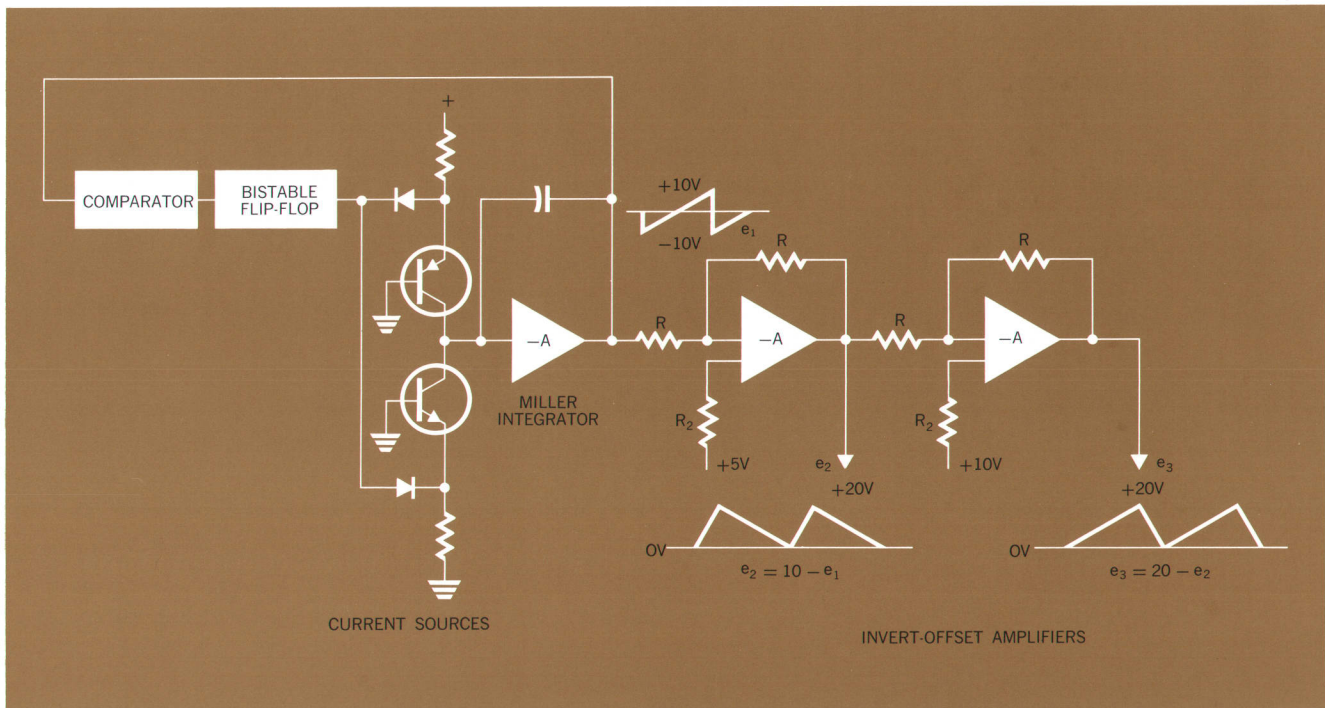 +
COMPARATOR
BISTABLE
FLIP-FLOP
+10V
−10V
e₁
R
R
R
R
−A
−A
−A
MILLER
INTEGRATOR
R₂
R₂
+5V
e₂
+10V
e₃
+20V
+20V
OV
OV
e₂ = 10 − e₁
e₃ = 20 − e₂
CURRENT SOURCES
INVERT-OFFSET AMPLIFIERS